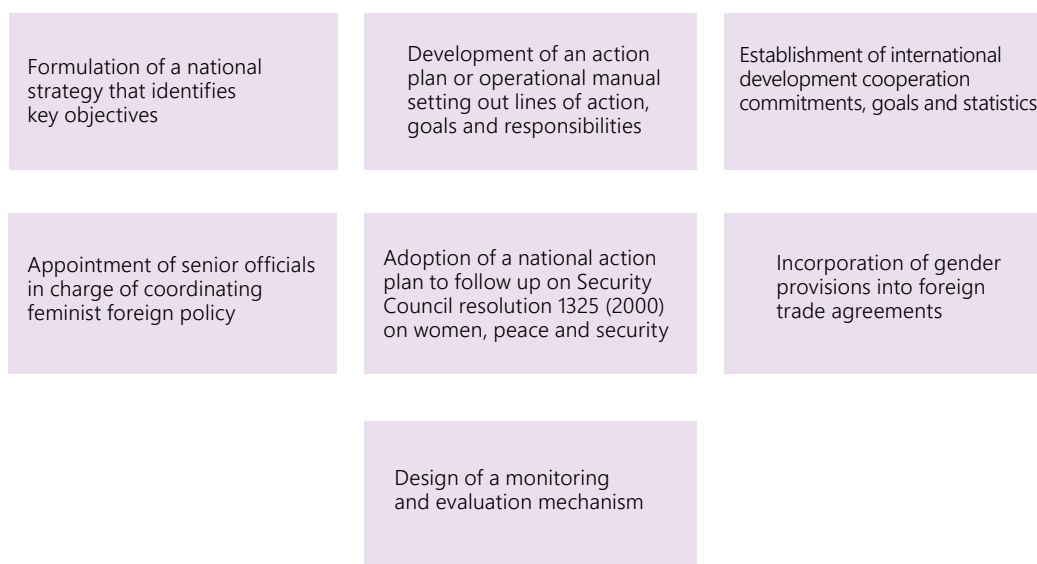 Formulation of a national
strategy that identifies
key objectives
Development of an action
plan or operational manual
setting out lines of action,
goals and responsibilities
Establishment of international
development cooperation
commitments, goals and statistics
Appointment of senior officials
in charge of coordinating
feminist foreign policy
Adoption of a national action
plan to follow up on Security
Council resolution 1325 (2000)
on women, peace and security
Incorporation of gender
provisions into foreign
trade agreements
Design of a monitoring
and evaluation mechanism